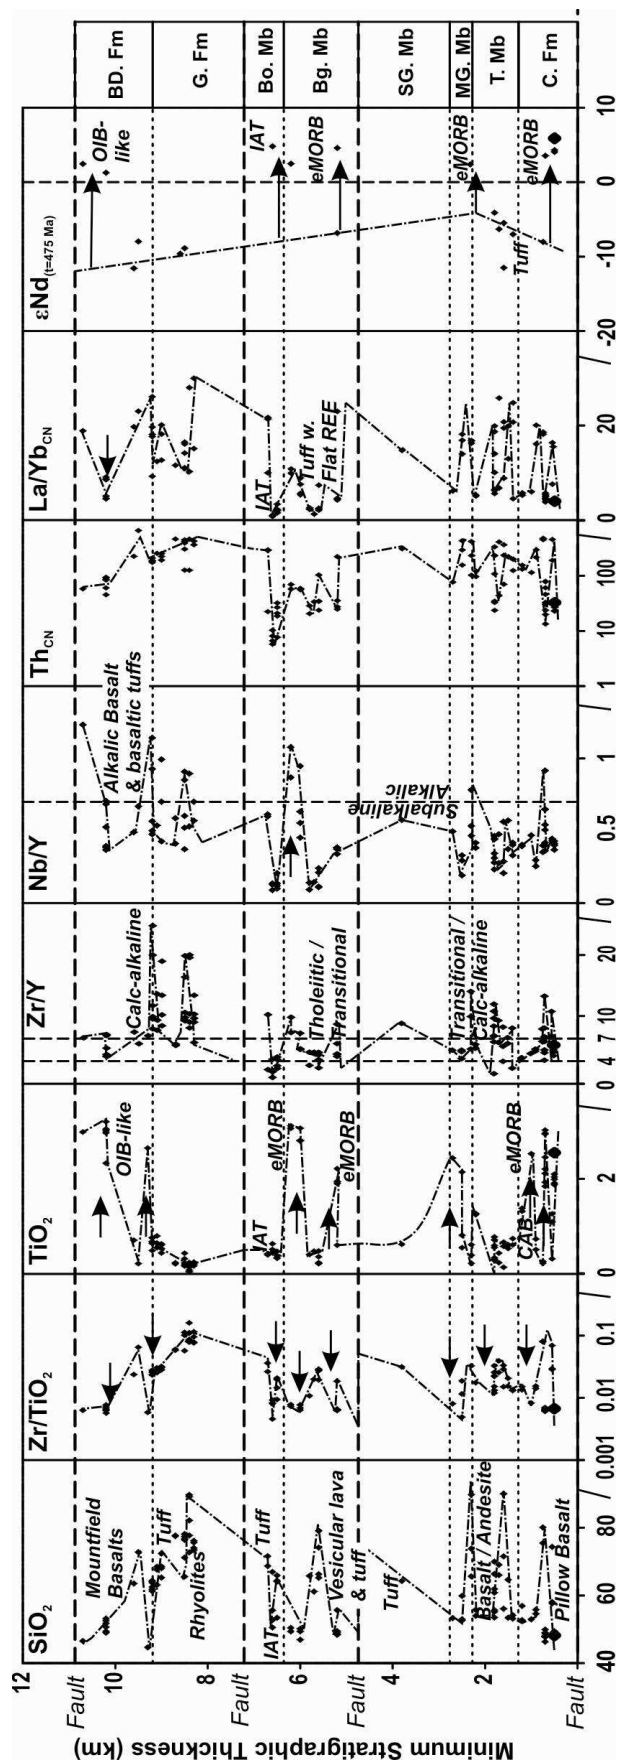 SiO2
Zr/TiO2
TiO2
Zr/Y
Nb/Y
ThCN
La/YbCN
εNd(t=475 Ma)
Minimum Stratigraphic Thickness (km)
12
Fault
10
8
Fault
6
Fault
4
2
Fault
Mountfield
Basalts
Tuff
Rhyolites
Tuff
IAT
Vesicular lava
& tuff
Tuff
Basalt / Andesite
Pillow Basalt
OIB-like
IAT
eMORB
eMORB
eMORB
CAB
Calc-alkaline
Tholeiitic /
Transitional
Transitional /
Calc-alkaline
Alkalic Basalt
& basaltic tuffs
Subalkaline
Alkalic
IAT
Tuff w.
Flat REE
OIB-
like
IAT
eMORB
eMORB
Tuff
eMORB
BD. Fm
G. Fm
Bo. Mb
Bg. Mb
SG. Mb
MG. Mb
T. Mb
C. Fm
40
60
80
0.001
0.01
0.1
0
2
0
4
7
10
20
0
0.5
1
1
10
100
0
20
-20
-10
0
10